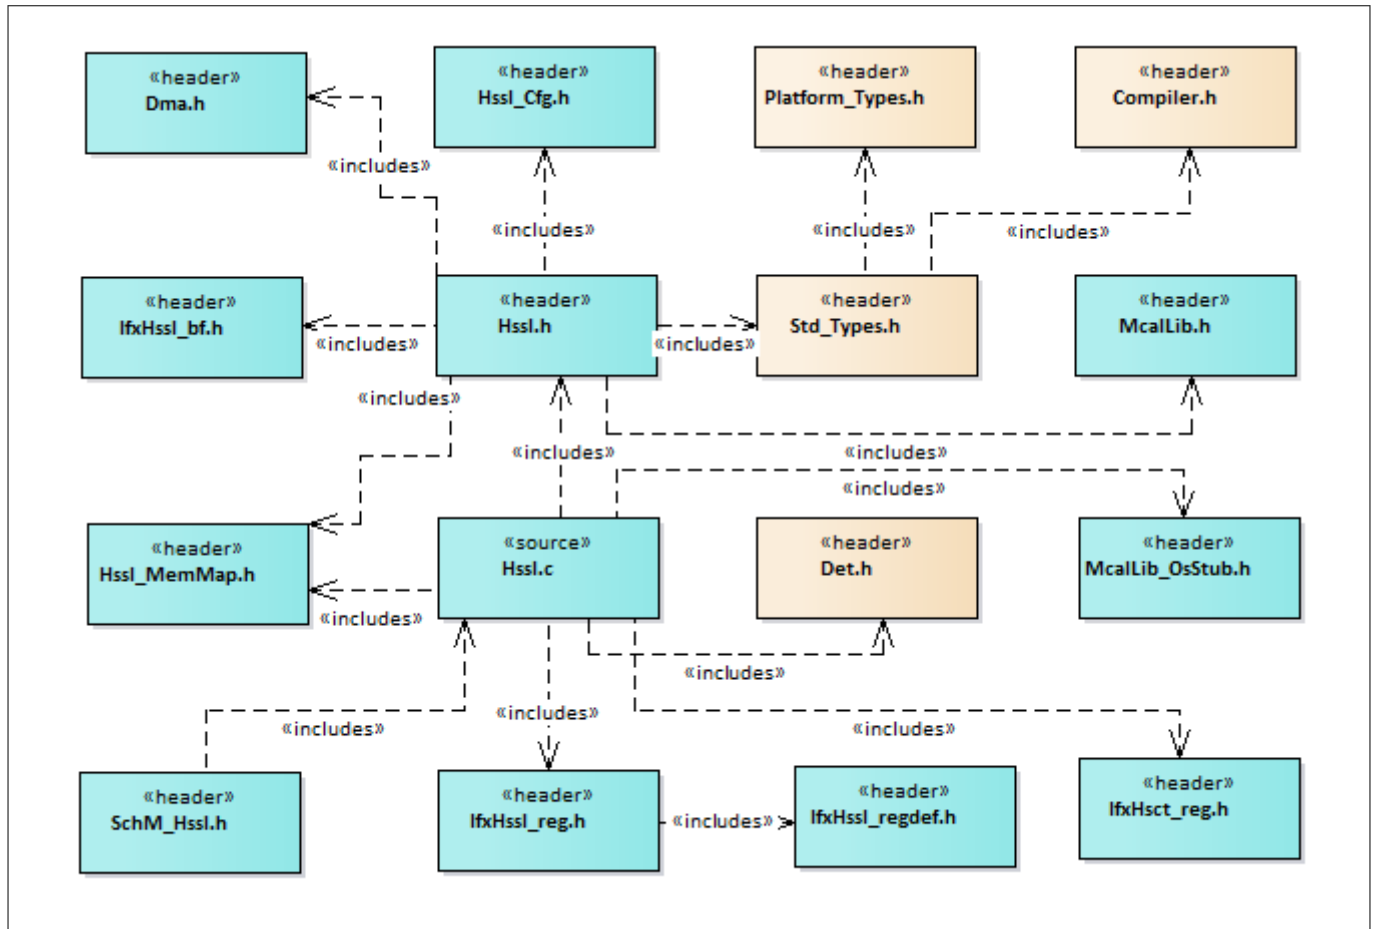 «header»
Dma.h
«header»
Hssl_Cfg.h
«header»
Platform_Types.h
«header»
Compiler.h
«includes»
«includes»
«includes»
«includes»
«header»
IfxHssl_bf.h
«header»
Hssl.h
«header»
Std_Types.h
«header»
McalLib.h
«includes»
«includes»
«includes»
«includes»
«includes»
«includes»
«header»
Hssl_MemMap.h
«source»
Hssl.c
«header»
Det.h
«header»
McalLib_OsStub.h
«includes»
«includes»
«includes»
«includes»
«includes»
«header»
SchM_Hssl.h
«header»
IfxHssl_reg.h
«includes»
«header»
IfxHssl_regdef.h
«header»
IfxHsct_reg.h